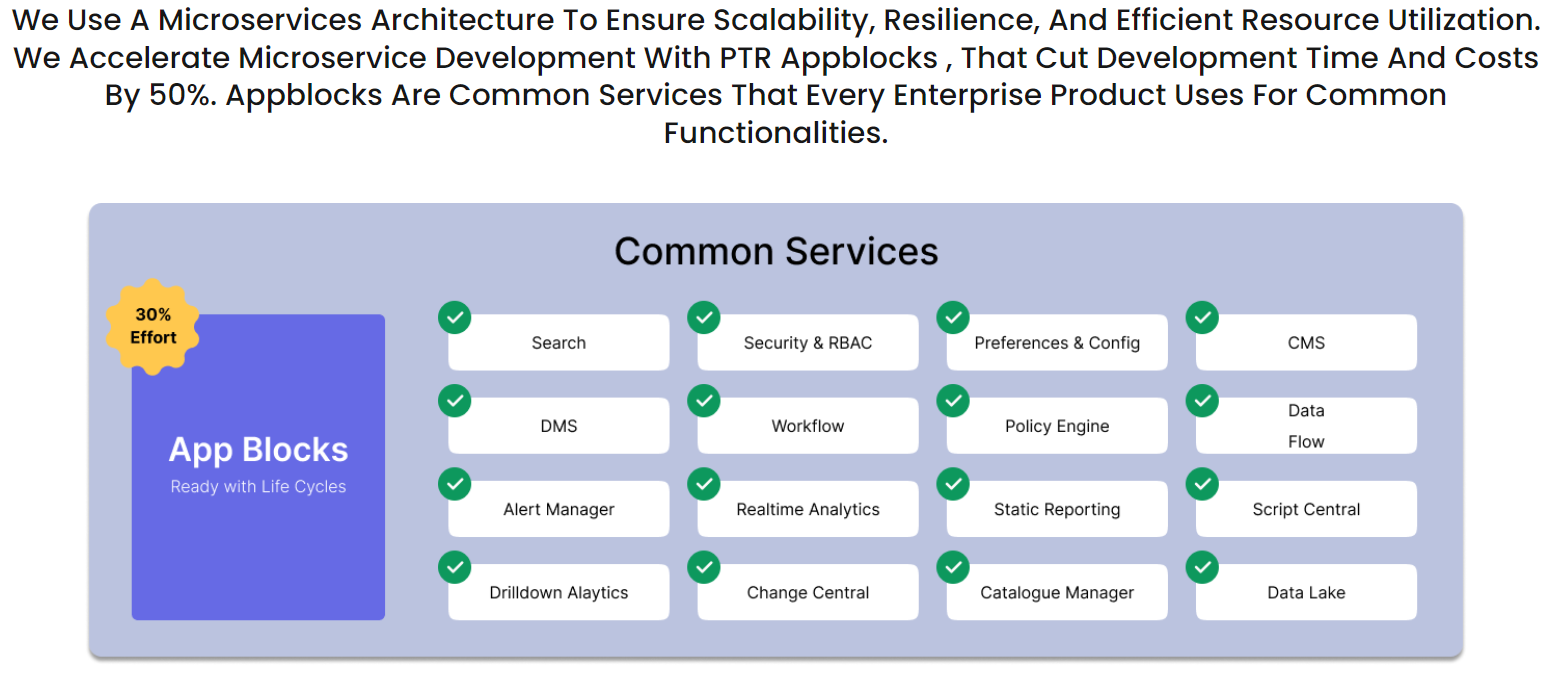 We Use A Microservices Architecture To Ensure Scalability, Resilience, And Efficient Resource Utilization.
We Accelerate Microservice Development With PTR Appblocks , That Cut Development Time And Costs
By 50%. Appblocks Are Common Services That Every Enterprise Product Uses For Common
Functionalities.
Common Services
30%
Effort
App Blocks
Ready with Life Cycles
Search
Security & RBAC
Preferences & Config
CMS
DMS
Workflow
Policy Engine
Data
Flow
Alert Manager
Realtime Analytics
Static Reporting
Script Central
Drilldown Alaytics
Change Central
Catalogue Manager
Data Lake